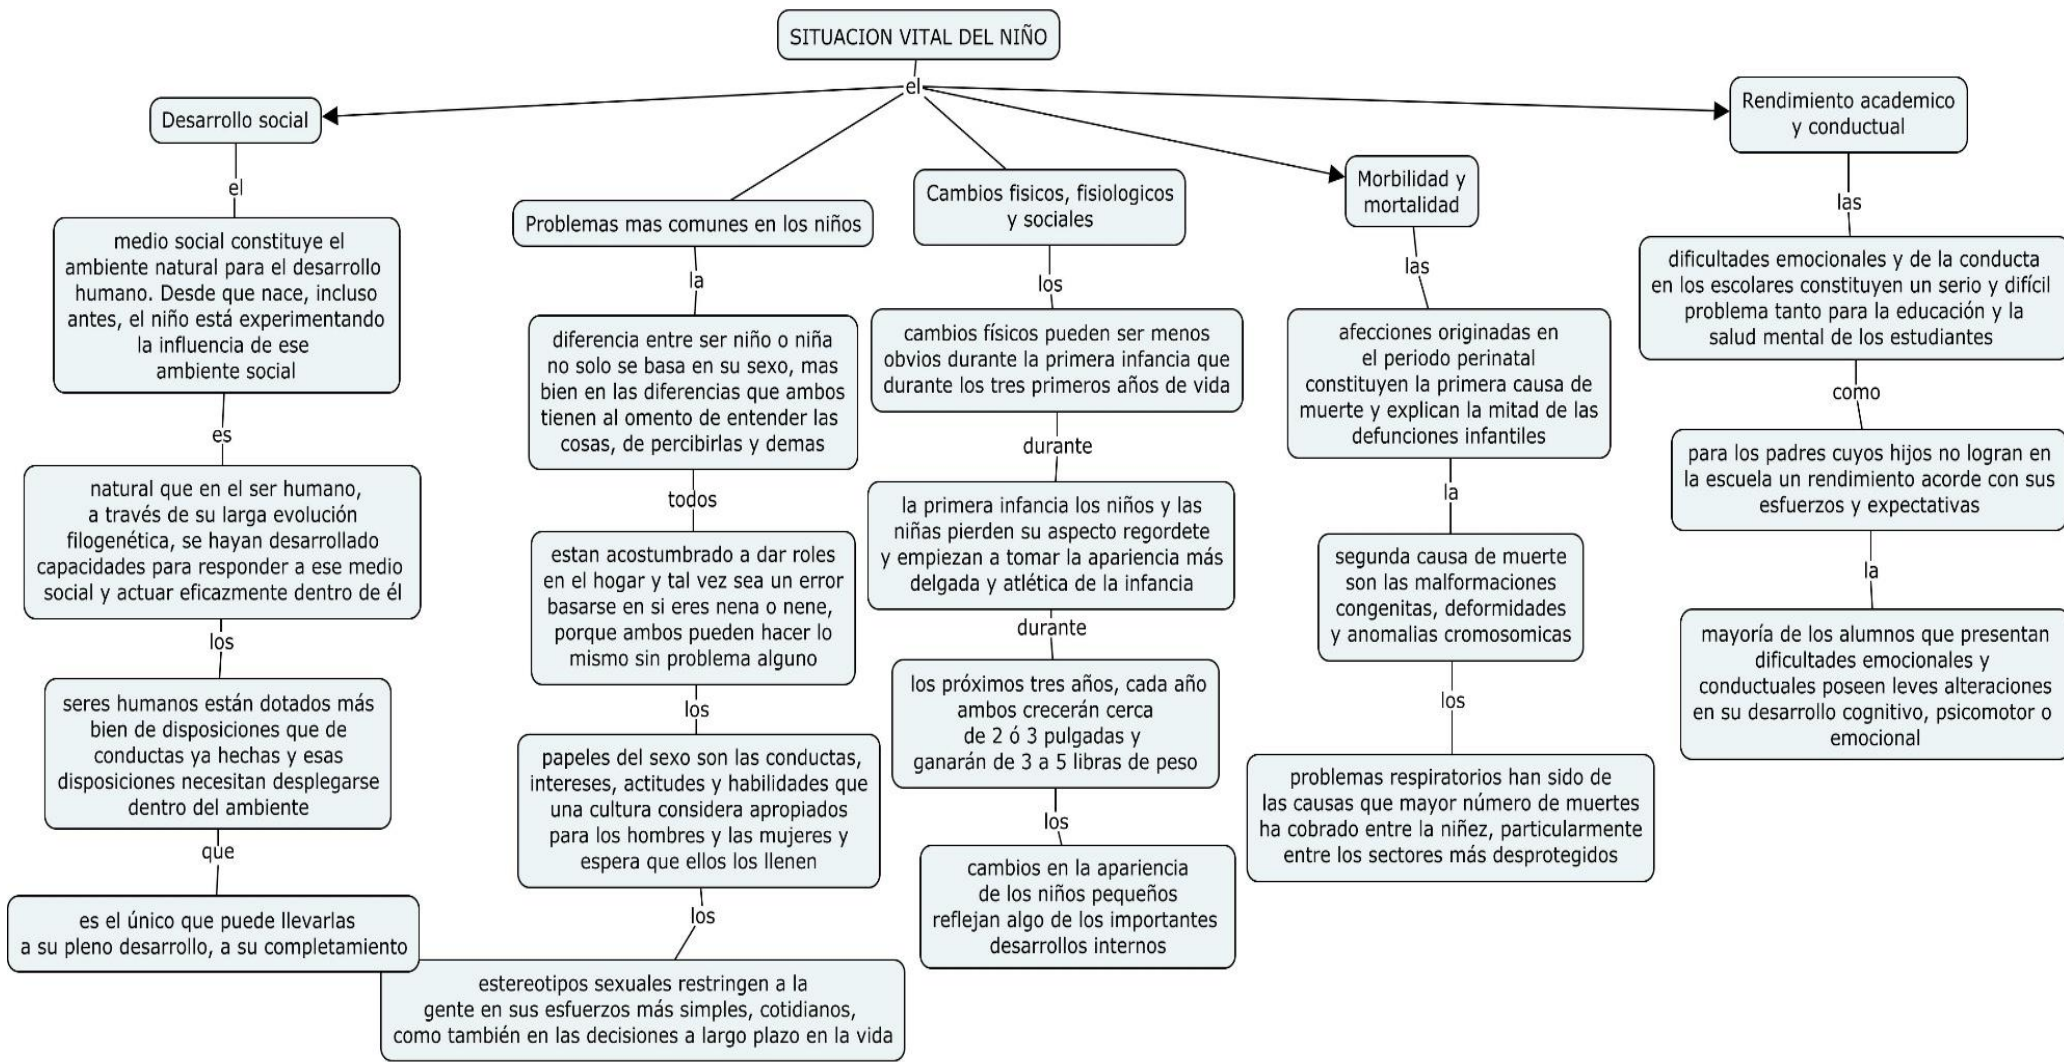 SITUACION VITAL DEL NIÑO
el
Desarrollo social
el
medio social constituye el
ambiente natural para el desarrollo
humano. Desde que nace, incluso
antes, el niño está experimentando
la influencia de ese
ambiente social
es
natural que en el ser humano,
a través de su larga evolución
filogenética, se hayan desarrollado
capacidades para responder a ese medio
social y actuar eficazmente dentro de él
los
seres humanos están dotados más
bien de disposiciones que de
conductas ya hechas y esas
disposiciones necesitan desplegarse
dentro del ambiente
que
es el único que puede llevarlas
a su pleno desarrollo, a su completamiento
Problemas mas comunes en los niños
la
diferencia entre ser niño o niña
no solo se basa en su sexo, mas
bien en las diferencias que ambos
tienen al omento de entender las
cosas, de percibirlas y demas
todos
estan acostumbrado a dar roles
en el hogar y tal vez sea un error
basarse en si eres nena o nene,
porque ambos pueden hacer lo
mismo sin problema alguno
los
papeles del sexo son las conductas,
intereses, actitudes y habilidades que
una cultura considera apropiados
para los hombres y las mujeres y
espera que ellos los llenen
los
estereotipos sexuales restringen a la
gente en sus esfuerzos más simples, cotidianos,
como también en las decisiones a largo plazo en la vida
Cambios fisicos, fisiologicos
y sociales
los
cambios físicos pueden ser menos
obvios durante la primera infancia que
durante los tres primeros años de vida
durante
la primera infancia los niños y las
niñas pierden su aspecto regordete
y empiezan a tomar la apariencia más
delgada y atlética de la infancia
durante
los próximos tres años, cada año
ambos crecerán cerca
de 2 ó 3 pulgadas y
ganarán de 3 a 5 libras de peso
los
cambios en la apariencia
de los niños pequeños
reflejan algo de los importantes
desarrollos internos
Morbilidad y
mortalidad
las
afecciones originadas en
el periodo perinatal
constituyen la primera causa de
muerte y explican la mitad de las
defunciones infantiles
la
segunda causa de muerte
son las malformaciones
congenitas, deformidades
y anomalias cromosomicas
los
problemas respiratorios han sido de
las causas que mayor número de muertes
ha cobrado entre la niñez, particularmente
entre los sectores más desprotegidos
Rendimiento academico
y conductual
las
dificultades emocionales y de la conducta
en los escolares constituyen un serio y difícil
problema tanto para la educación y la
salud mental de los estudiantes
como
para los padres cuyos hijos no logran en
la escuela un rendimiento acorde con sus
esfuerzos y expectativas
la
mayoría de los alumnos que presentan
dificultades emocionales y
conductuales poseen leves alteraciones
en su desarrollo cognitivo, psicomotor o
emocional